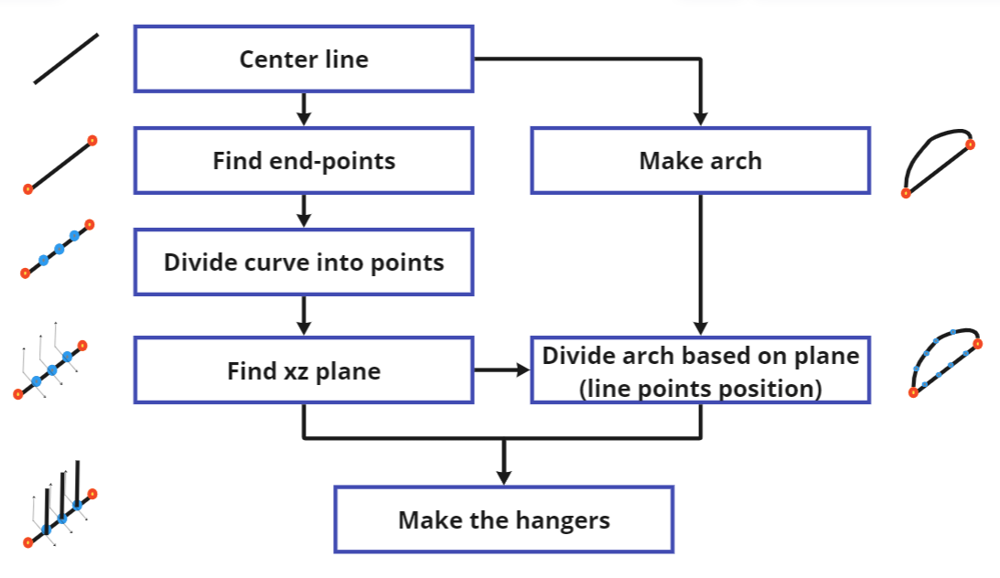 Center line
Find end-points
Make arch
Divide curve into points
Find xz plane
Divide arch based on plane
(line points position)
Make the hangers